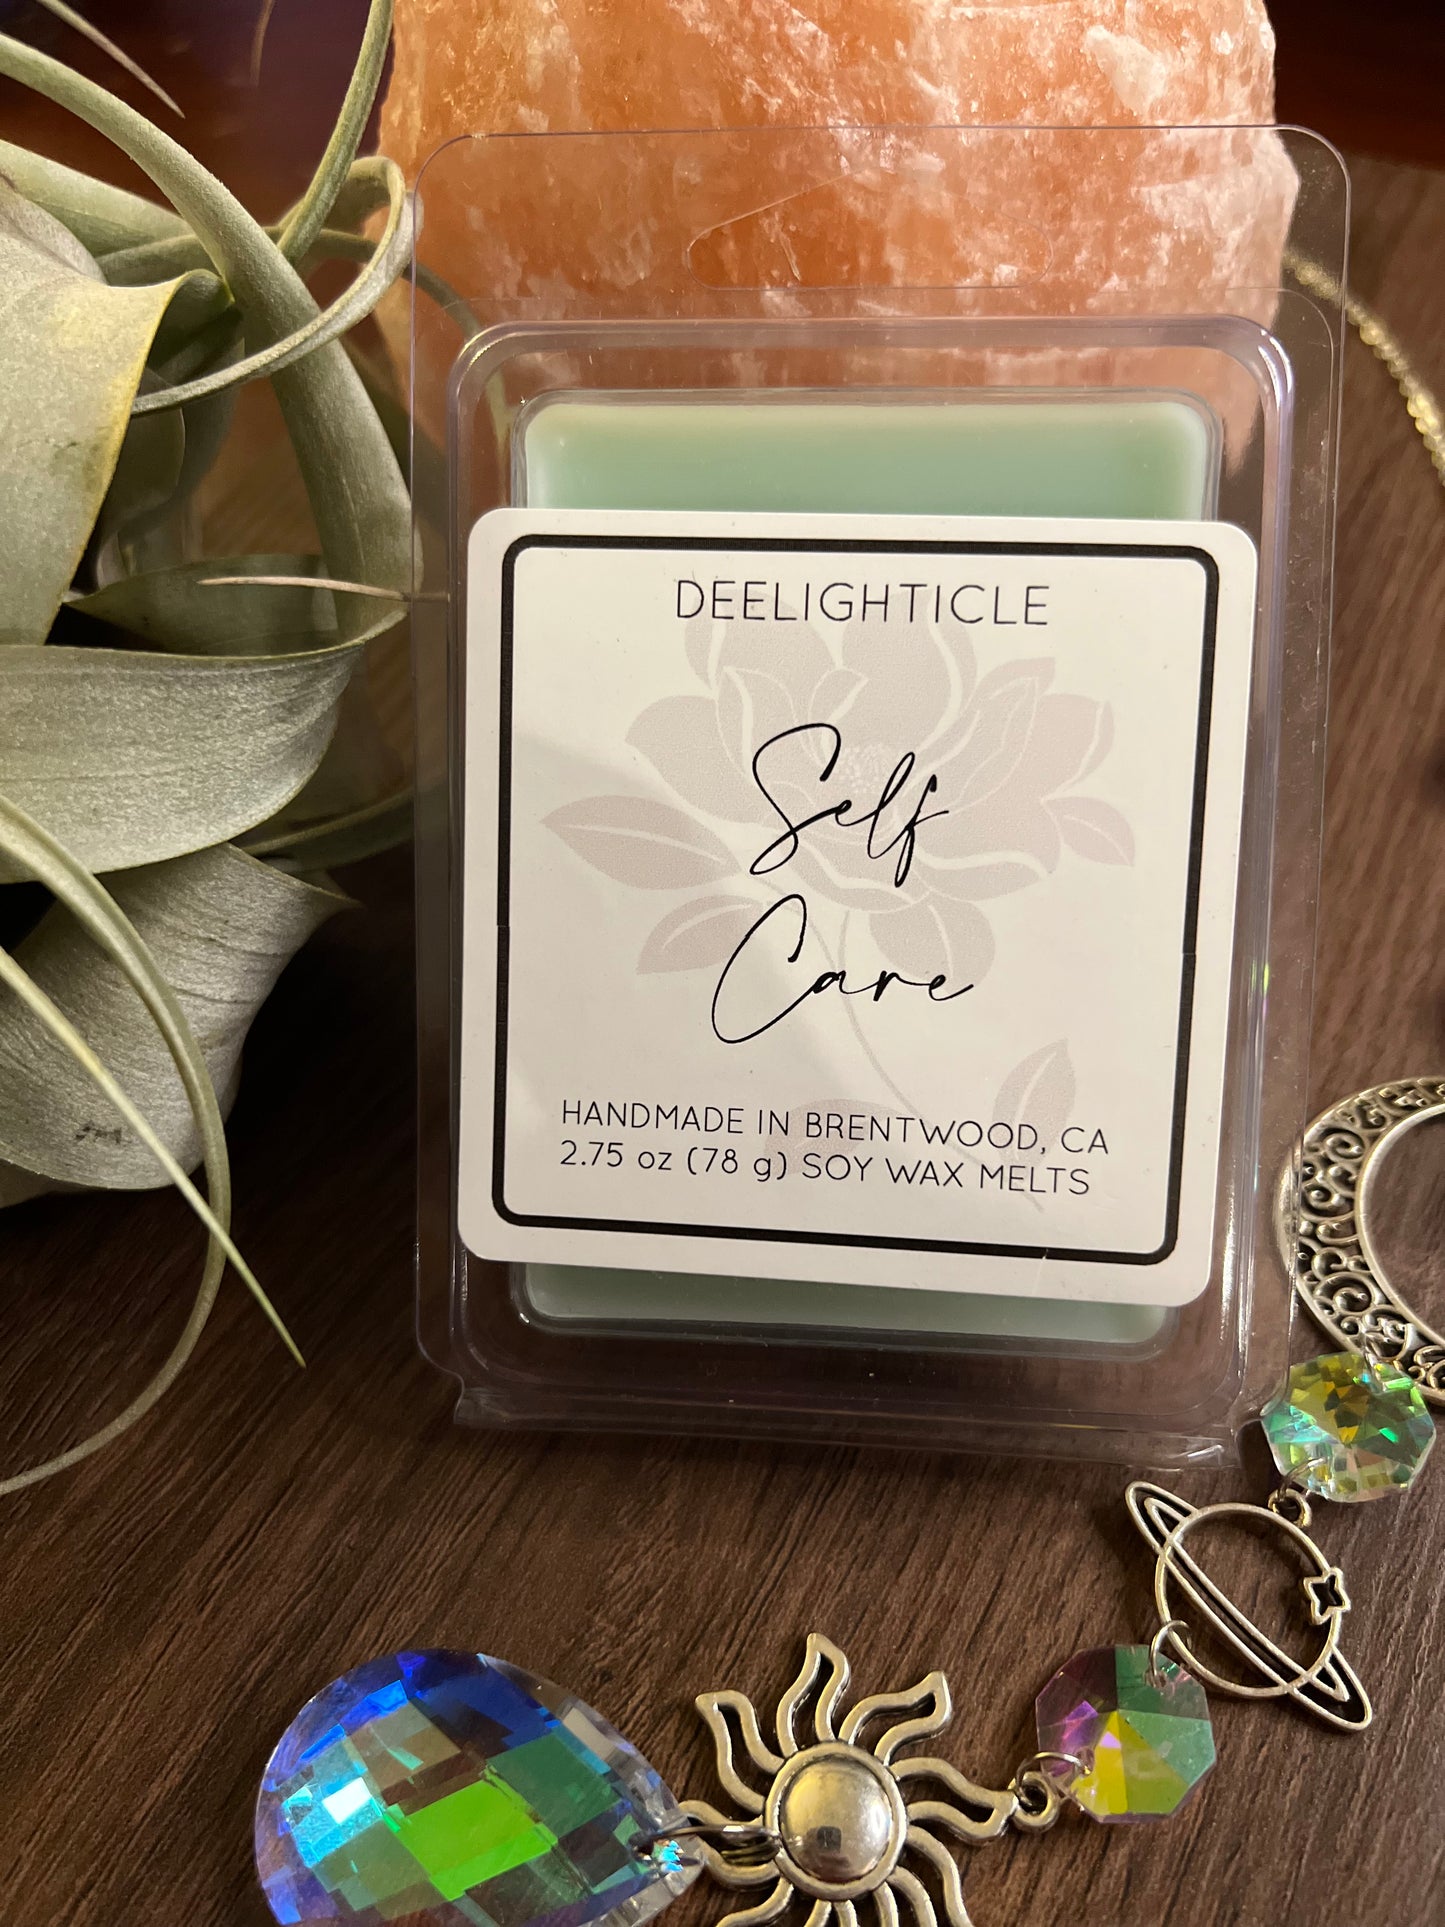 DEELIGHTICLE
Self
Care
HANDMADE IN BRENTWOOD, CA
2.75 oz (78 g) SOY WAX MELTS